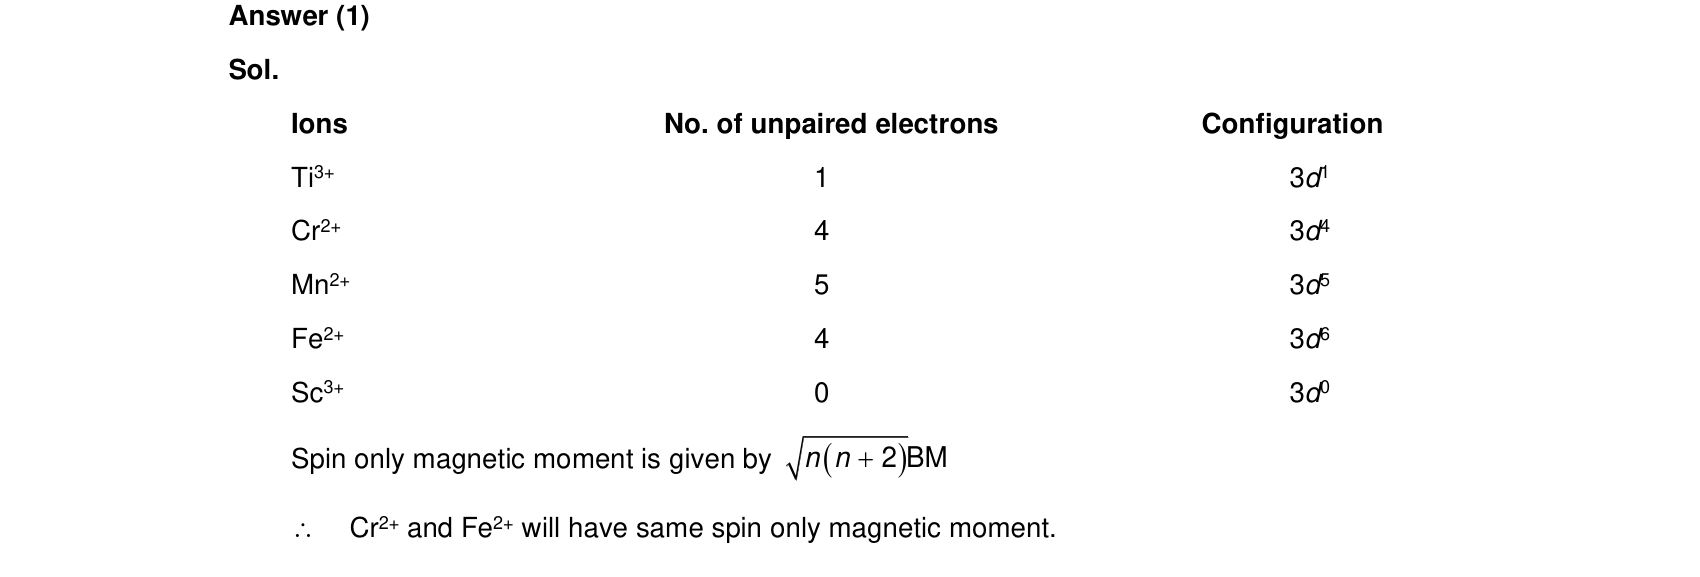 Answer (1)
Sol.
Ions No. of unpaired electrons Configuration
Ti³⁺ 1 3d¹
Cr²⁺ 4 3d⁴
Mn²⁺ 5 3d⁵
Fe²⁺ 4 3d⁶
Sc³⁺ 0 3d⁰
Spin only magnetic moment is given by √n(n + 2)BM
∴ Cr²⁺ and Fe²⁺ will have same spin only magnetic moment.